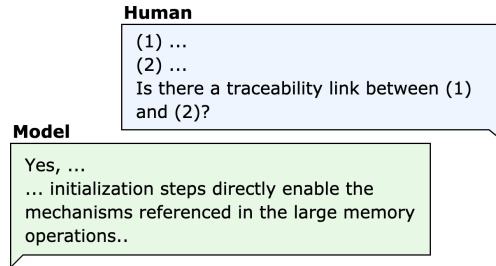 Human
(1) ...
(2) ...
Is there a traceability link between (1)
and (2)?
Model
Yes, ...
... initialization steps directly enable the
mechanisms referenced in the large memory
operations..